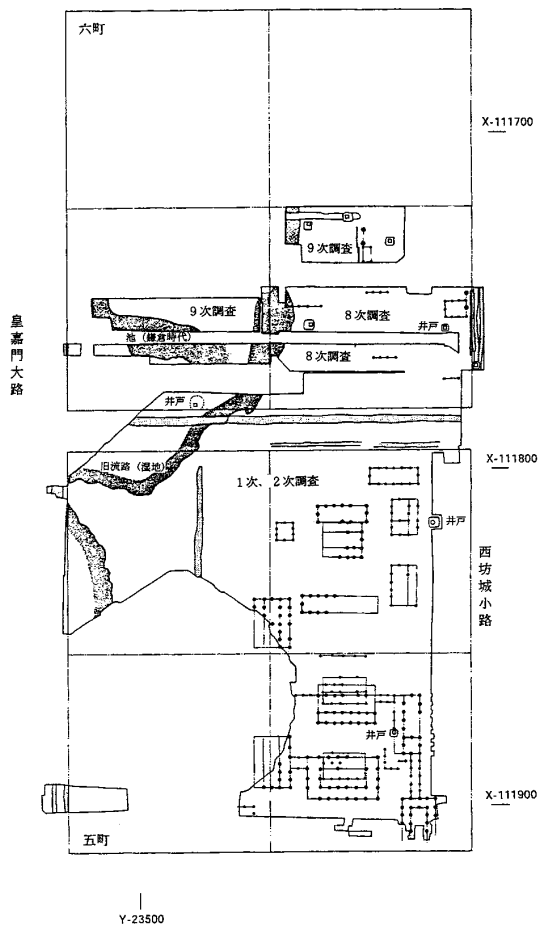 六町
X-111700
9次調査
9次調査
8次調査
池（鎌倉時代）
井戸
8次調査
皇嘉門大路
井戸
旧流路（湿地）
X-111800
1次、2次調査
井戸
西坊城小路
井戸
X-111900
五町
Y-23500